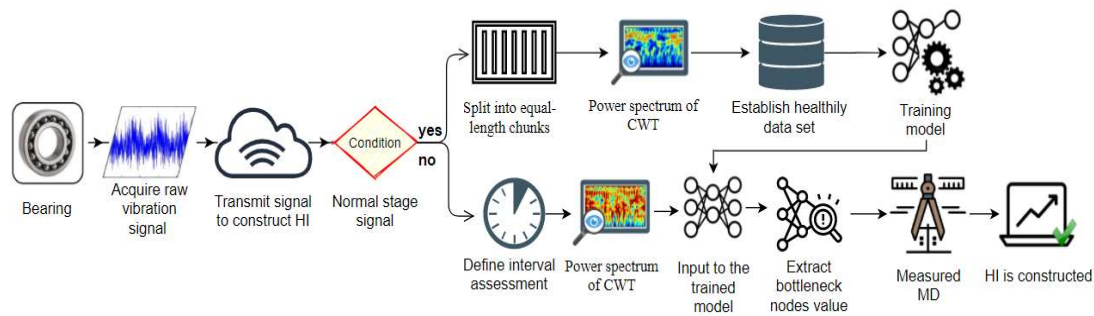 Bearing
Acquire raw
vibration
signal
Transmit signal
to construct HI
Condition
Normal stage
signal
yes
no
Split into equal-
length chunks
Power spectrum of
CWT
Establish healthily
data set
Training
model
Define interval
assessment
Power spectrum
of CWT
Input to the
trained
model
Extract
bottleneck
nodes value
Measured
MD
HI is constructed